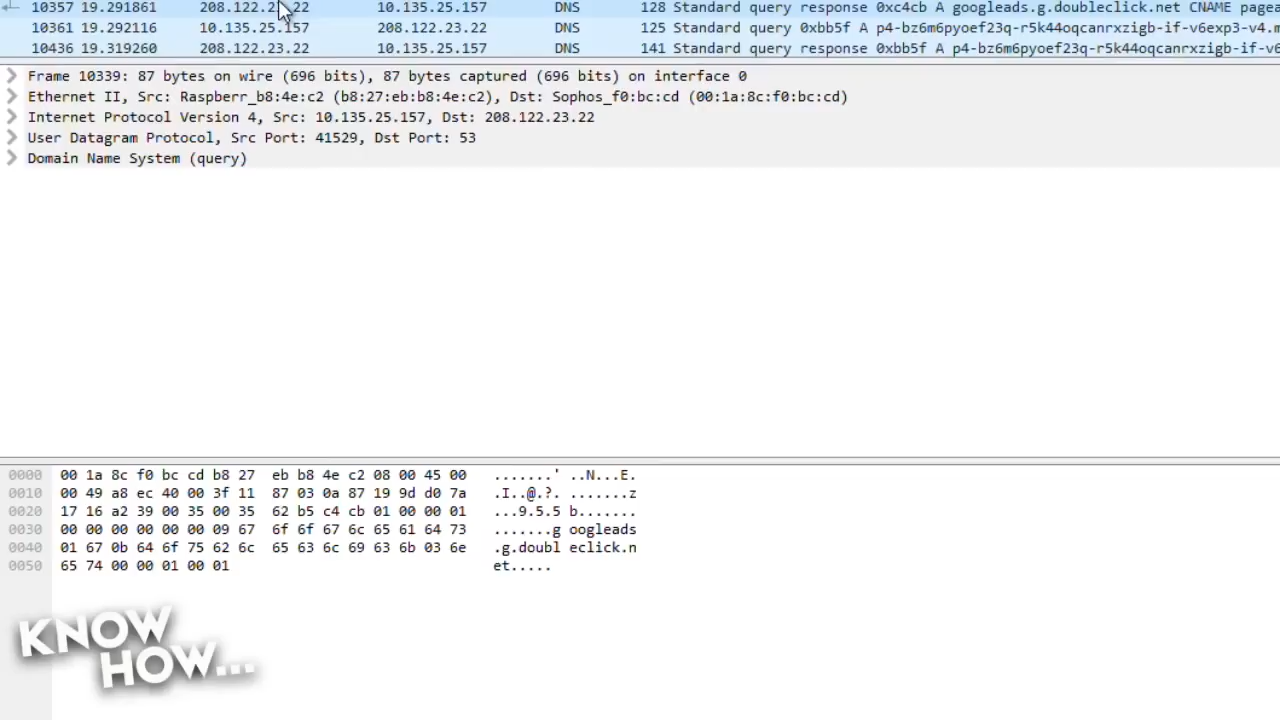 10357 19.291861 208.122.23.22 10.135.25.157 DNS 128 Standard query response 0xc4cb A googleads.g.doubleclick.net CNAME pagea
10361 19.292116 10.135.25.157 208.122.23.22 DNS 125 Standard query 0xbb5f A p4-bz6m6pyoef23q-r5k44oqcanrxzigb-if-v6exp3-v4.m
10436 19.319260 208.122.23.22 10.135.25.157 DNS 141 Standard query response 0xbb5f A p4-bz6m6pyoef23q-r5k44oqcanrxzigb-if-v6
Frame 10339: 87 bytes on wire (696 bits), 87 bytes captured (696 bits) on interface 0
Ethernet II, Src: Raspberr_b8:4e:c2 (b8:27:eb:b8:4e:c2), Dst: Sophos_f0:bc:cd (00:1a:8c:f0:bc:cd)
Internet Protocol Version 4, Src: 10.135.25.157, Dst: 208.122.23.22
User Datagram Protocol, Src Port: 41529, Dst Port: 53
Domain Name System (query)
0000 00 1a 8c f0 bc cd b8 27 eb b8 4e c2 08 00 45 00 .......' ..N...E.
0010 00 49 a8 ec 40 00 3f 11 87 03 0a 87 19 9d d0 7a .I..@.?. .......z
0020 17 16 a2 39 00 35 00 35 62 b5 c4 cb 01 00 00 01 ...9.5.5 b.......
0030 00 00 00 00 00 00 09 67 6f 6f 67 6c 65 61 64 73 .......g oogleads
0040 01 67 0b 64 6f 75 62 6c 65 63 6c 69 63 6b 03 6e .g.doubl eclick.n
0050 65 74 00 00 01 00 01 et.....
KNOW
HOW...